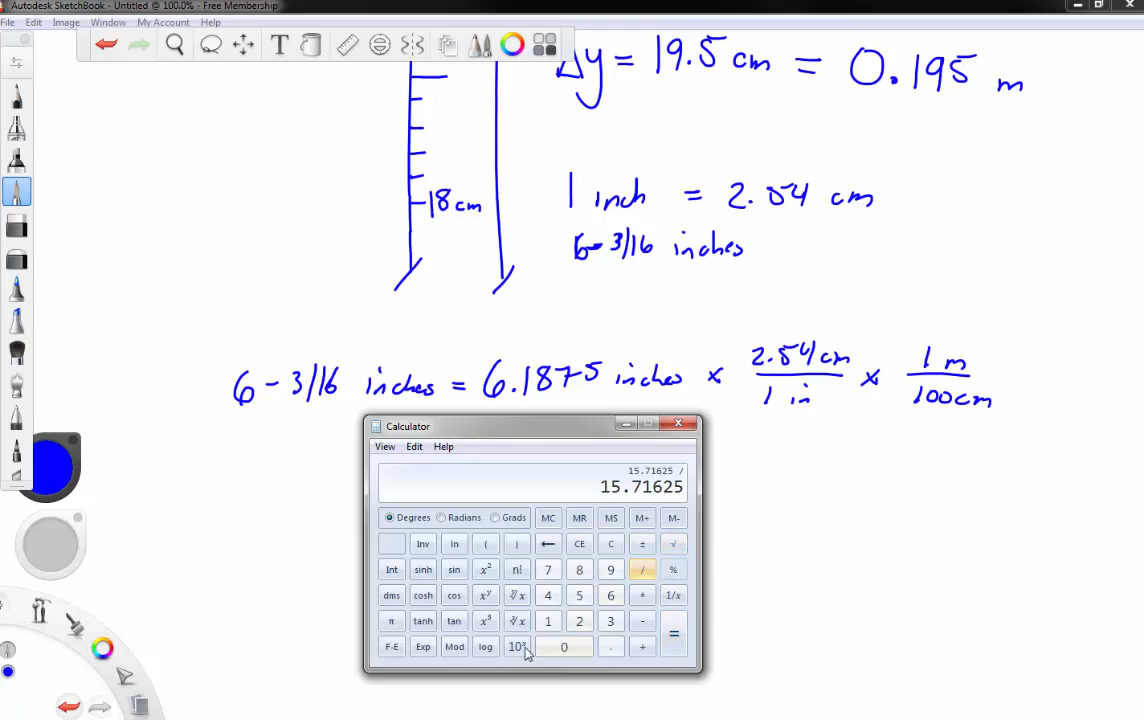 Autodesk SketchBook - Untitled @ 100.0% - Free Membership
File Edit Image Window My Account Help
T
Δy = 19.5 cm = 0.195 m
18 cm
1 inch = 2.54 cm
6-3/16 inches
6-3/16 inches = 6.1875 inches × 2.54 cm / 1 in × 1 m / 100 cm
Calculator
View Edit Help
15.71625 /
15.71625
Degrees Radians Grads MC MR MS M+ M-
Inv ln ( ) ← CE C ± √
Int sinh sin x² n! 7 8 9 / %
dms cosh cos xʸ ʸ√x 4 5 6 * 1/x
π tanh tan x³ ³√x 1 2 3 - =
F-E Exp Mod log 10ˣ 0 . +